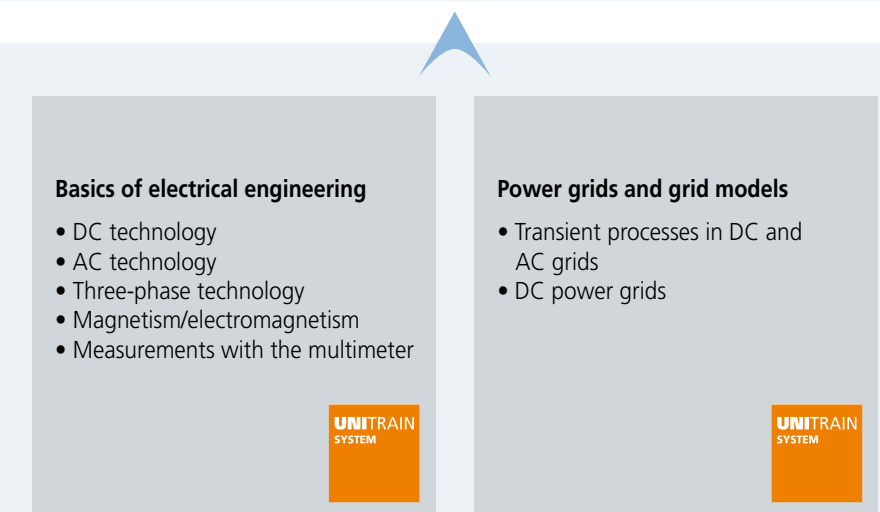 Basics of electrical engineering
• DC technology
• AC technology
• Three-phase technology
• Magnetism/electromagnetism
• Measurements with the multimeter
UNITRAIN
SYSTEM
Power grids and grid models
• Transient processes in DC and
AC grids
• DC power grids
UNITRAIN
SYSTEM